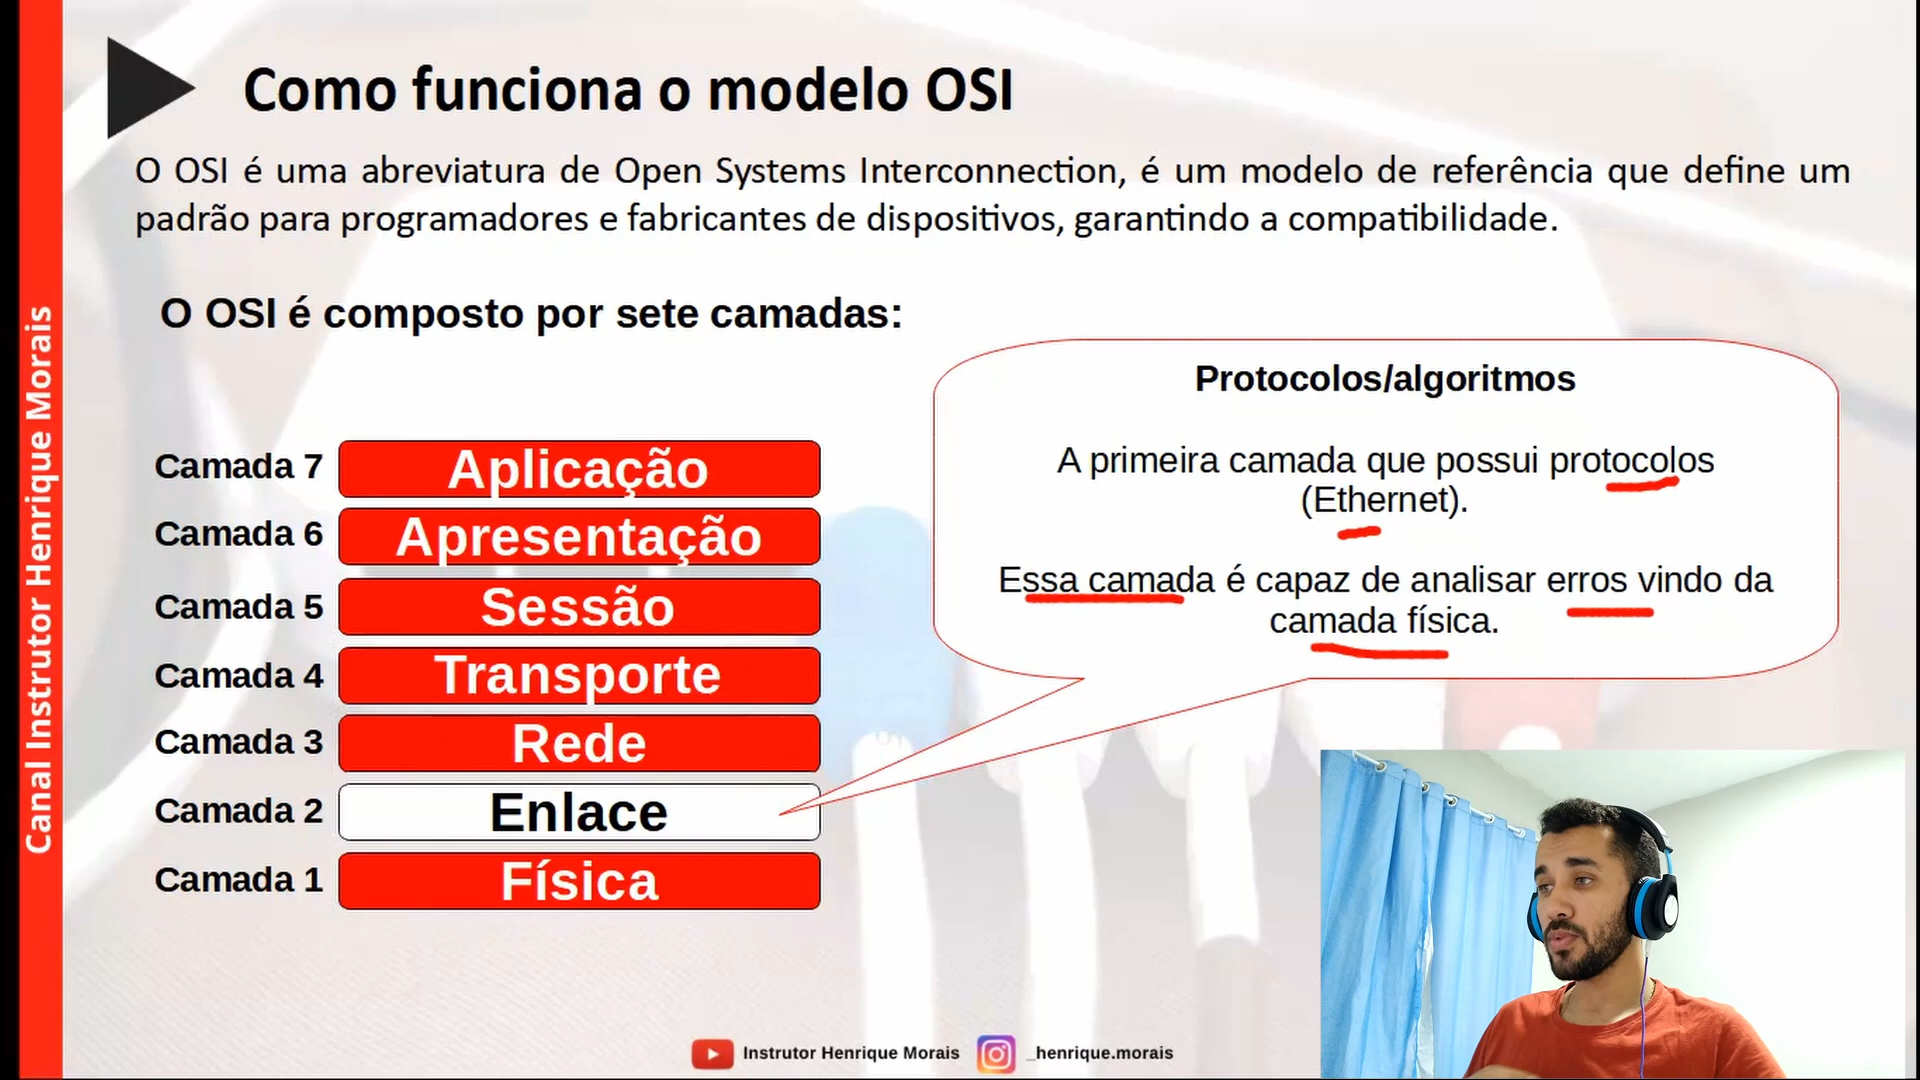 Canal Instrutor Henrique Morais
Como funciona o modelo OSI
O OSI é uma abreviatura de Open Systems Interconnection, é um modelo de referência que define um
padrão para programadores e fabricantes de dispositivos, garantindo a compatibilidade.
O OSI é composto por sete camadas:
Protocolos/algoritmos
A primeira camada que possui protocolos
(Ethernet).
Essa camada é capaz de analisar erros vindo da
camada física.
Camada 7 Aplicação
Camada 6 Apresentação
Camada 5 Sessão
Camada 4 Transporte
Camada 3 Rede
Camada 2 Enlace
Camada 1 Física
Instrutor Henrique Morais _henrique.morais